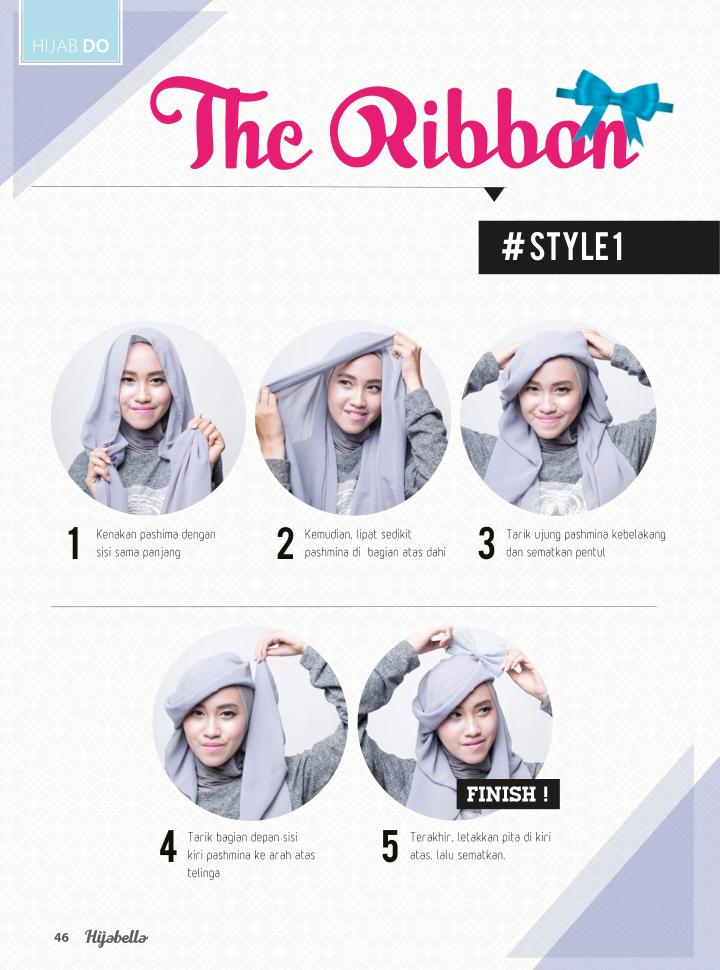 HIJAB DO
The Ribbon
#STYLE1
1 Kenakan pashima dengan
sisi sama panjang
2 Kemudian, lipat sedikit
pashmina di bagian atas dahi
3 Tarik ujung pashmina kebelakang
dan sematkan pentul
4 Tarik bagian depan sisi
kiri pashmina ke arah atas
telinga
5 Terakhir, letakkan pita di kiri
atas, lalu sematkan.
FINISH !
46 Hijabella